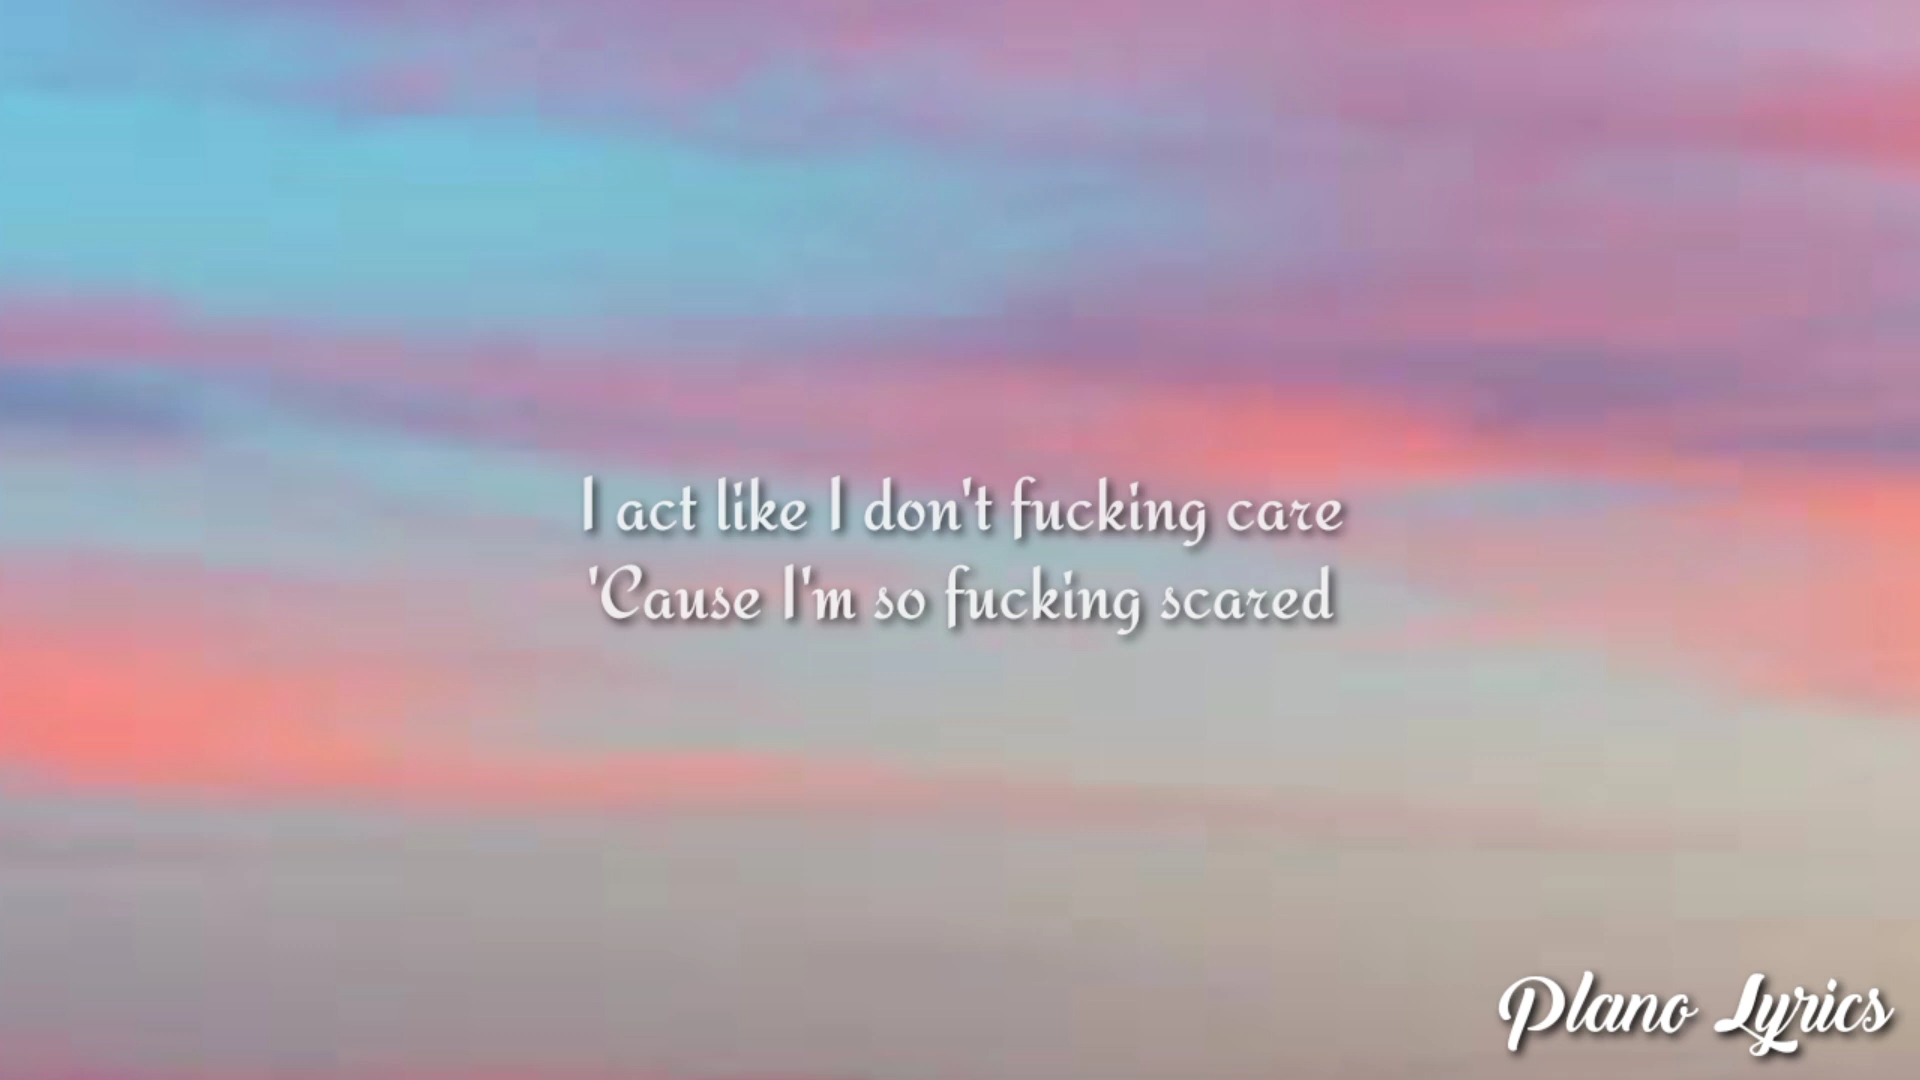 I act like I don't fucking care
'Cause I'm so fucking scared
Plano Lyrics